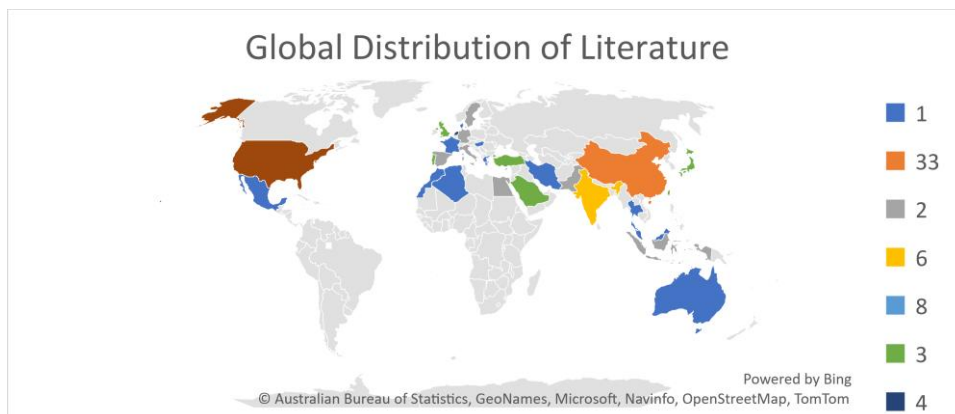 Global Distribution of Literature
1
33
2
6
8
3
4
Powered by Bing
© Australian Bureau of Statistics, GeoNames, Microsoft, Navinfo, OpenStreetMap, TomTom